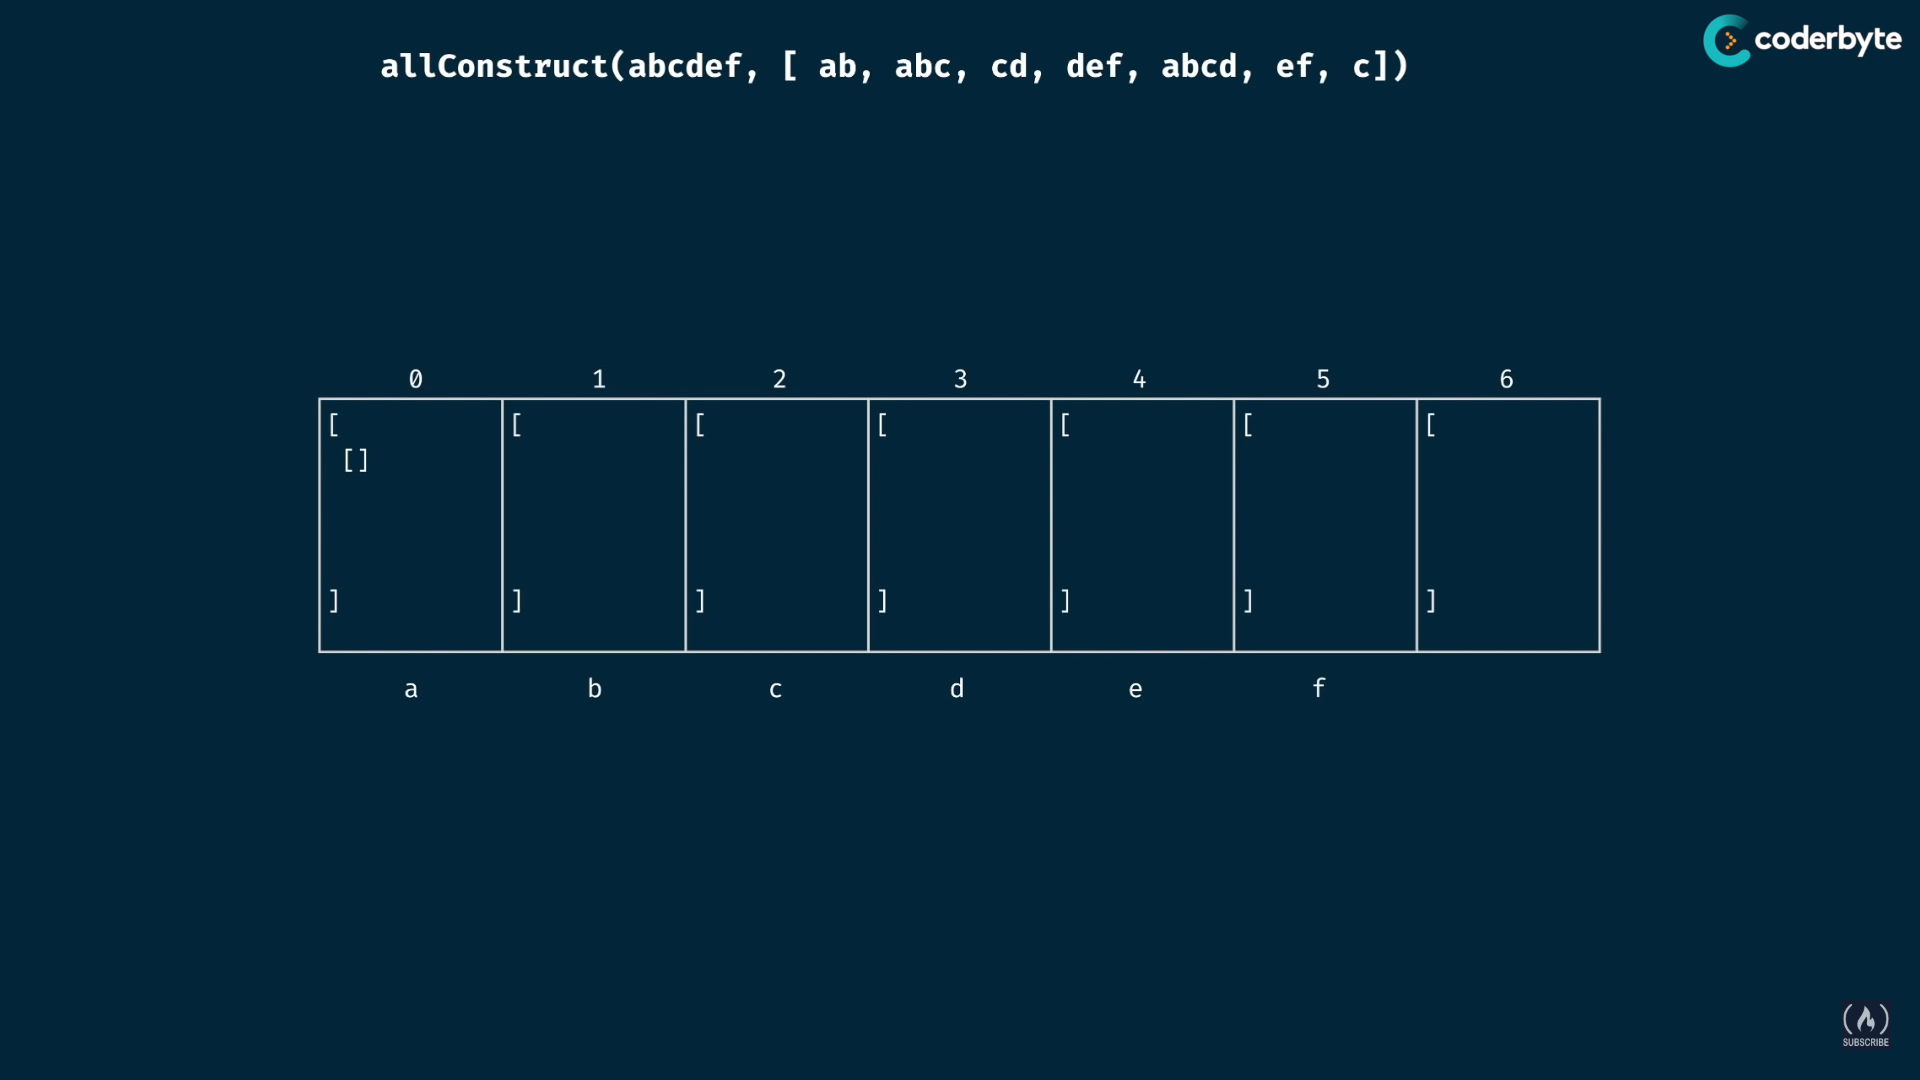 coderbyte
allConstruct(abcdef, [ ab, abc, cd, def, abcd, ef, c])
0 1 2 3 4 5 6
[ [ [ [ [ [ [
[]
] ] ] ] ] ] ]
a b c d e f
SUBSCRIBE